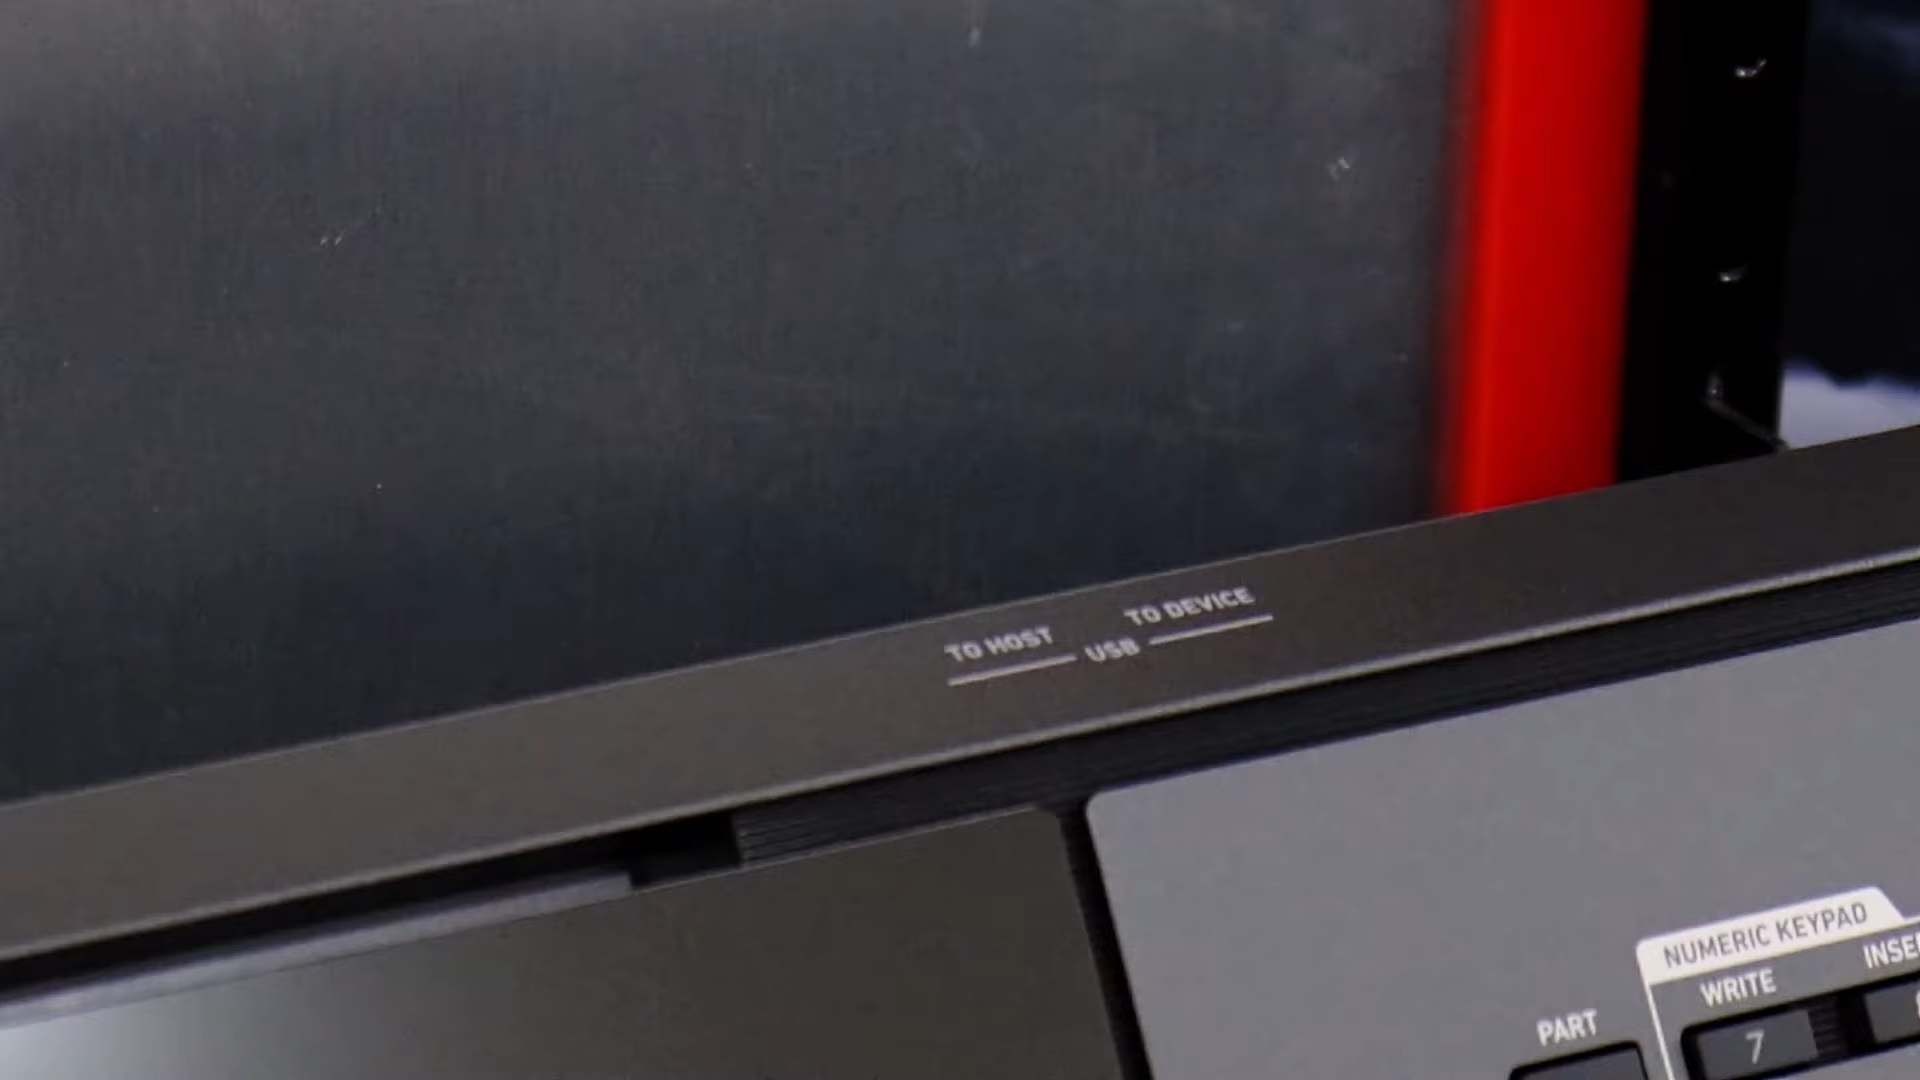 TO HOST
TO DEVICE
USB
NUMERIC KEYPAD
WRITE
PART
7